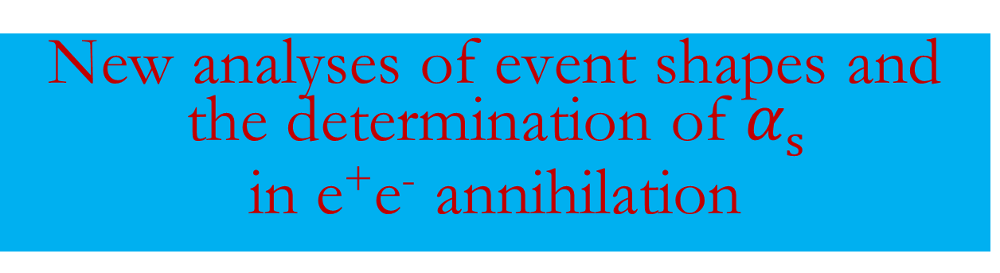 New analyses of event shapes and
the determination of αₛ
in e⁺e⁻ annihilation